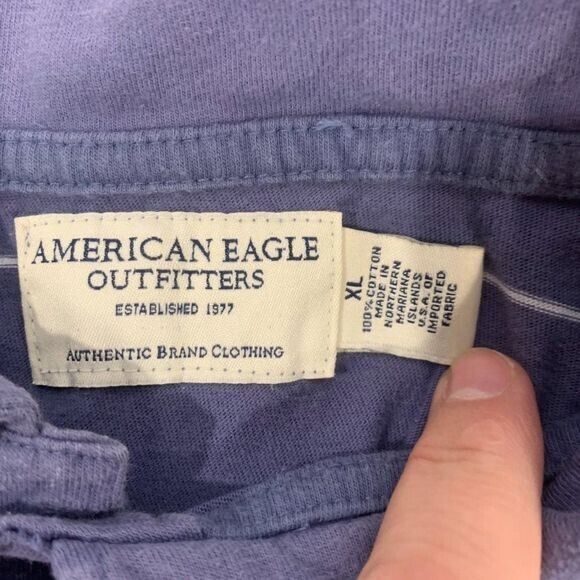 AMERICAN EAGLE
OUTFITTERS
ESTABLISHED 1977
AUTHENTIC BRAND CLOTHING
XL
100% COTTON
MADE IN
NORTHERN
MARIANA
ISLANDS
U.S.A. OF
IMPORTED
FABRIC